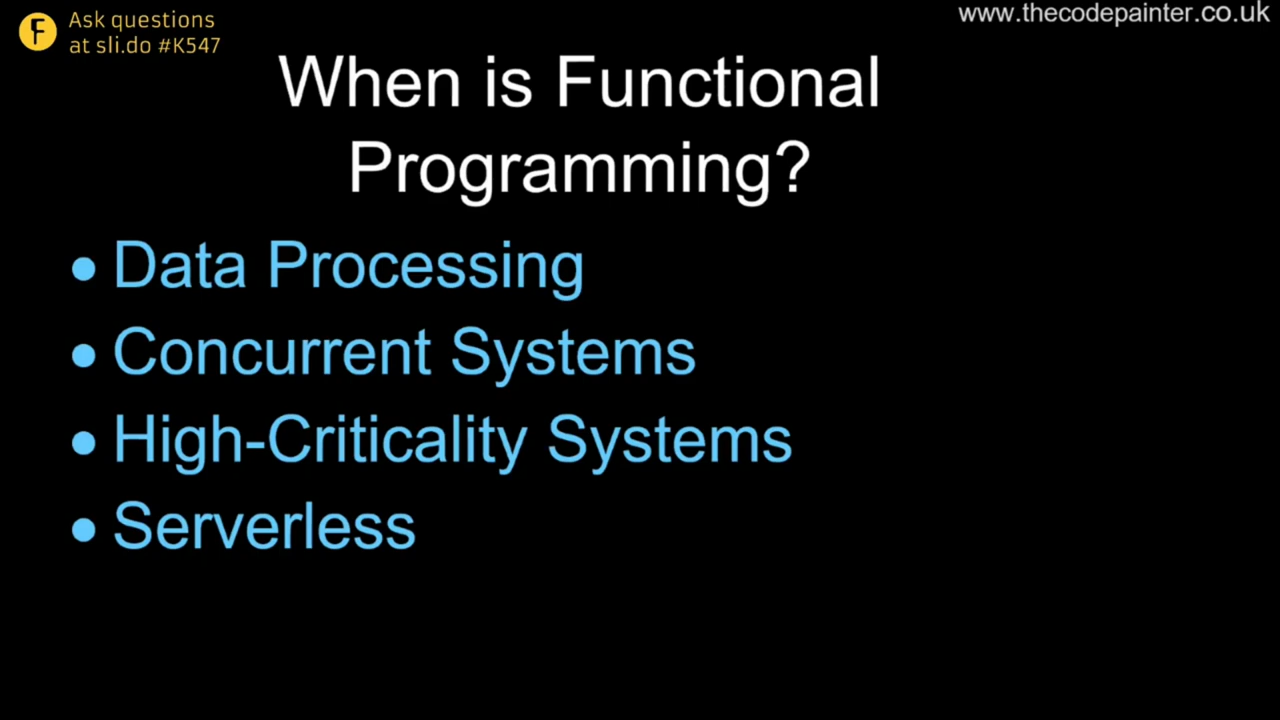 Ask questions
at sli.do #K547
www.thecodepainter.co.uk
When is Functional
Programming?
• Data Processing
• Concurrent Systems
• High-Criticality Systems
• Serverless